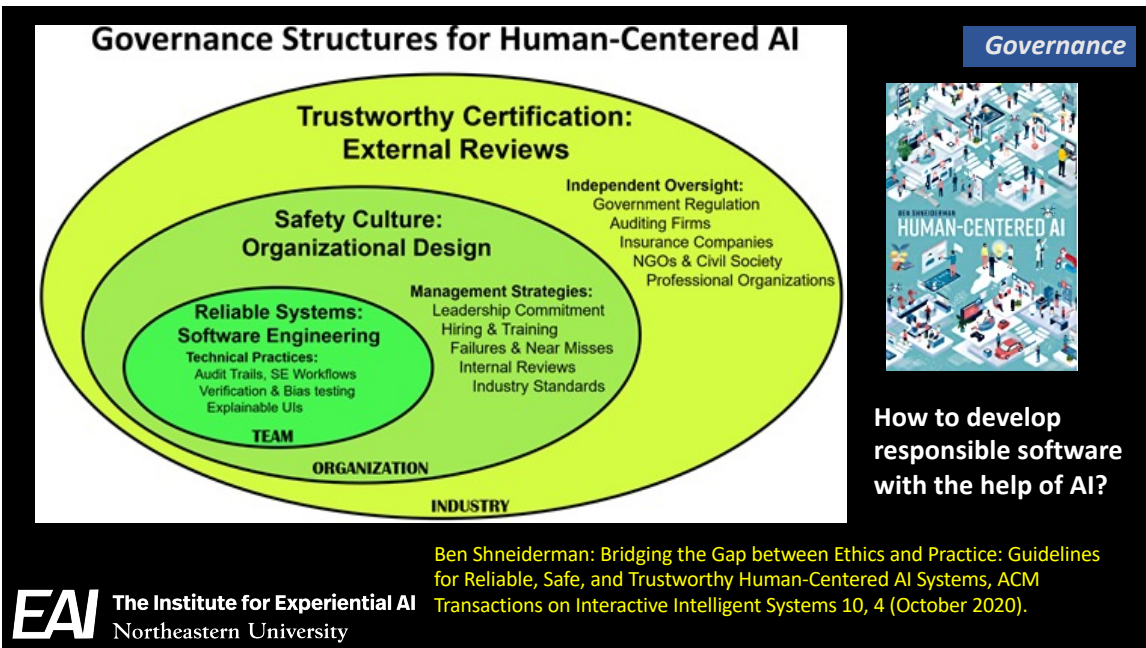 Governance Structures for Human-Centered AI
Governance
Trustworthy Certification:
External Reviews
Independent Oversight:
Government Regulation
Auditing Firms
Insurance Companies
NGOs & Civil Society
Professional Organizations
Safety Culture:
Organizational Design
Management Strategies:
Leadership Commitment
Hiring & Training
Failures & Near Misses
Internal Reviews
Industry Standards
Reliable Systems:
Software Engineering
Technical Practices:
Audit Trails, SE Workflows
Verification & Bias testing
Explainable UIs
TEAM
ORGANIZATION
INDUSTRY
BEN SHNEIDERMAN
HUMAN-CENTERED AI
How to develop
responsible software
with the help of AI?
Ben Shneiderman: Bridging the Gap between Ethics and Practice: Guidelines
for Reliable, Safe, and Trustworthy Human-Centered AI Systems, ACM
Transactions on Interactive Intelligent Systems 10, 4 (October 2020).
EAI
The Institute for Experiential AI
Northeastern University